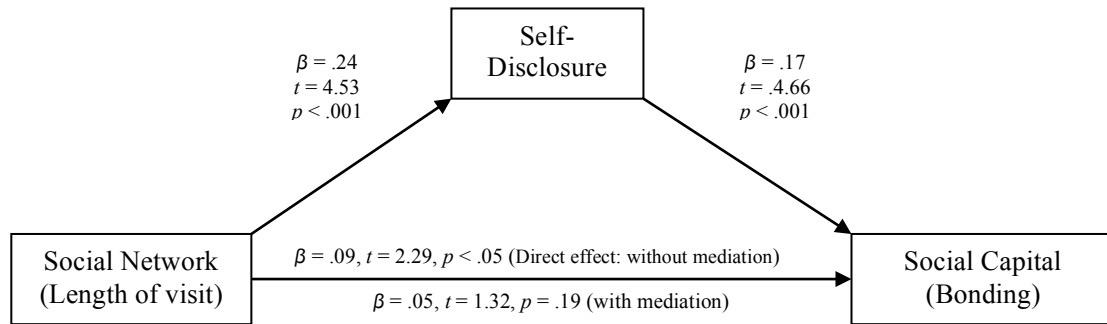 Self-
Disclosure
β = .24
t = 4.53
p < .001
β = .17
t = .4.66
p < .001
Social Network
(Length of visit)
β = .09, t = 2.29, p < .05 (Direct effect: without mediation)
β = .05, t = 1.32, p = .19 (with mediation)
Social Capital
(Bonding)